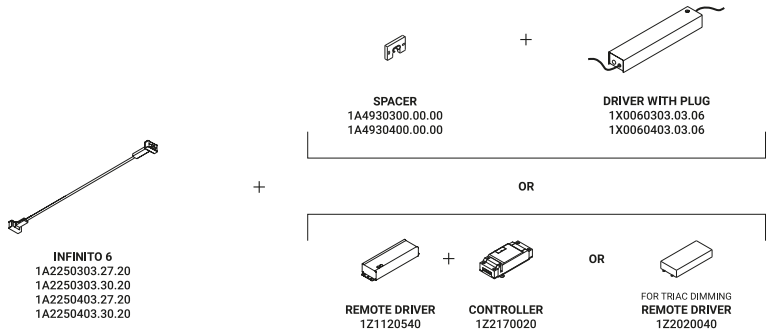 +
SPACER
1A4930300.00.00
1A4930400.00.00
DRIVER WITH PLUG
1X0060303.03.06
1X0060403.03.06
+
OR
INFINITO 6
1A2250303.27.20
1A2250303.30.20
1A2250403.27.20
1A2250403.30.20
+
OR
REMOTE DRIVER
1Z1120540
CONTROLLER
1Z2170020
FOR TRIAC DIMMING
REMOTE DRIVER
1Z2020040